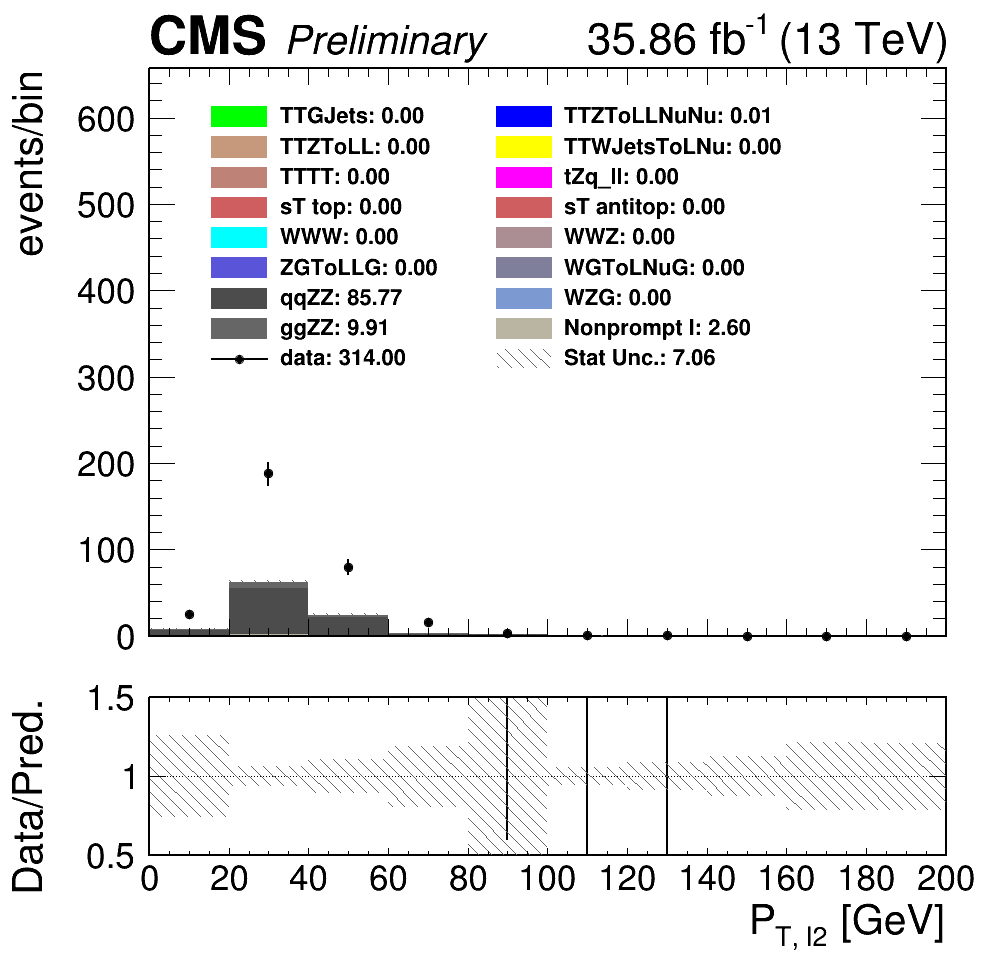 CMS Preliminary 35.86 fb-1 (13 TeV)
events/bin
600
500
400
300
200
100
0
TTGJets: 0.00 TTZToLLNuNu: 0.01
TTZToLL: 0.00 TTWJetsToLNu: 0.00
TTTT: 0.00 tZq_ll: 0.00
sT top: 0.00 sT antitop: 0.00
WWW: 0.00 WWZ: 0.00
ZGToLLG: 0.00 WGToLNuG: 0.00
qqZZ: 85.77 WZG: 0.00
ggZZ: 9.91 Nonprompt l: 2.60
data: 314.00 Stat Unc.: 7.06
Data/Pred.
1.5
1
0.5
0 20 40 60 80 100 120 140 160 180 200
PT, l2 [GeV]